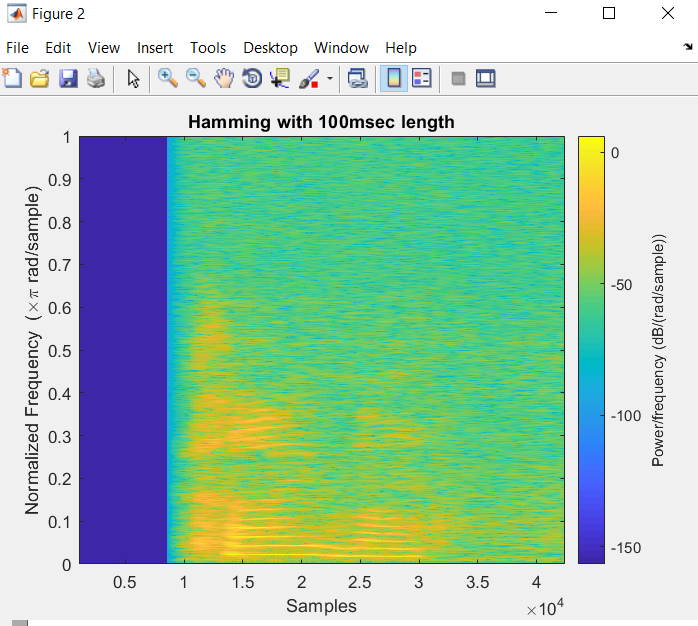 Figure 2
File Edit View Insert Tools Desktop Window Help
Hamming with 100msec length
1
0.9
0.8
0.7
0.6
0.5
0.4
0.3
0.2
0.1
0
Normalized Frequency (×π rad/sample)
0.5 1 1.5 2 2.5 3 3.5 4
Samples
×10⁴
0
-50
-100
-150
Power/frequency (dB/(rad/sample))